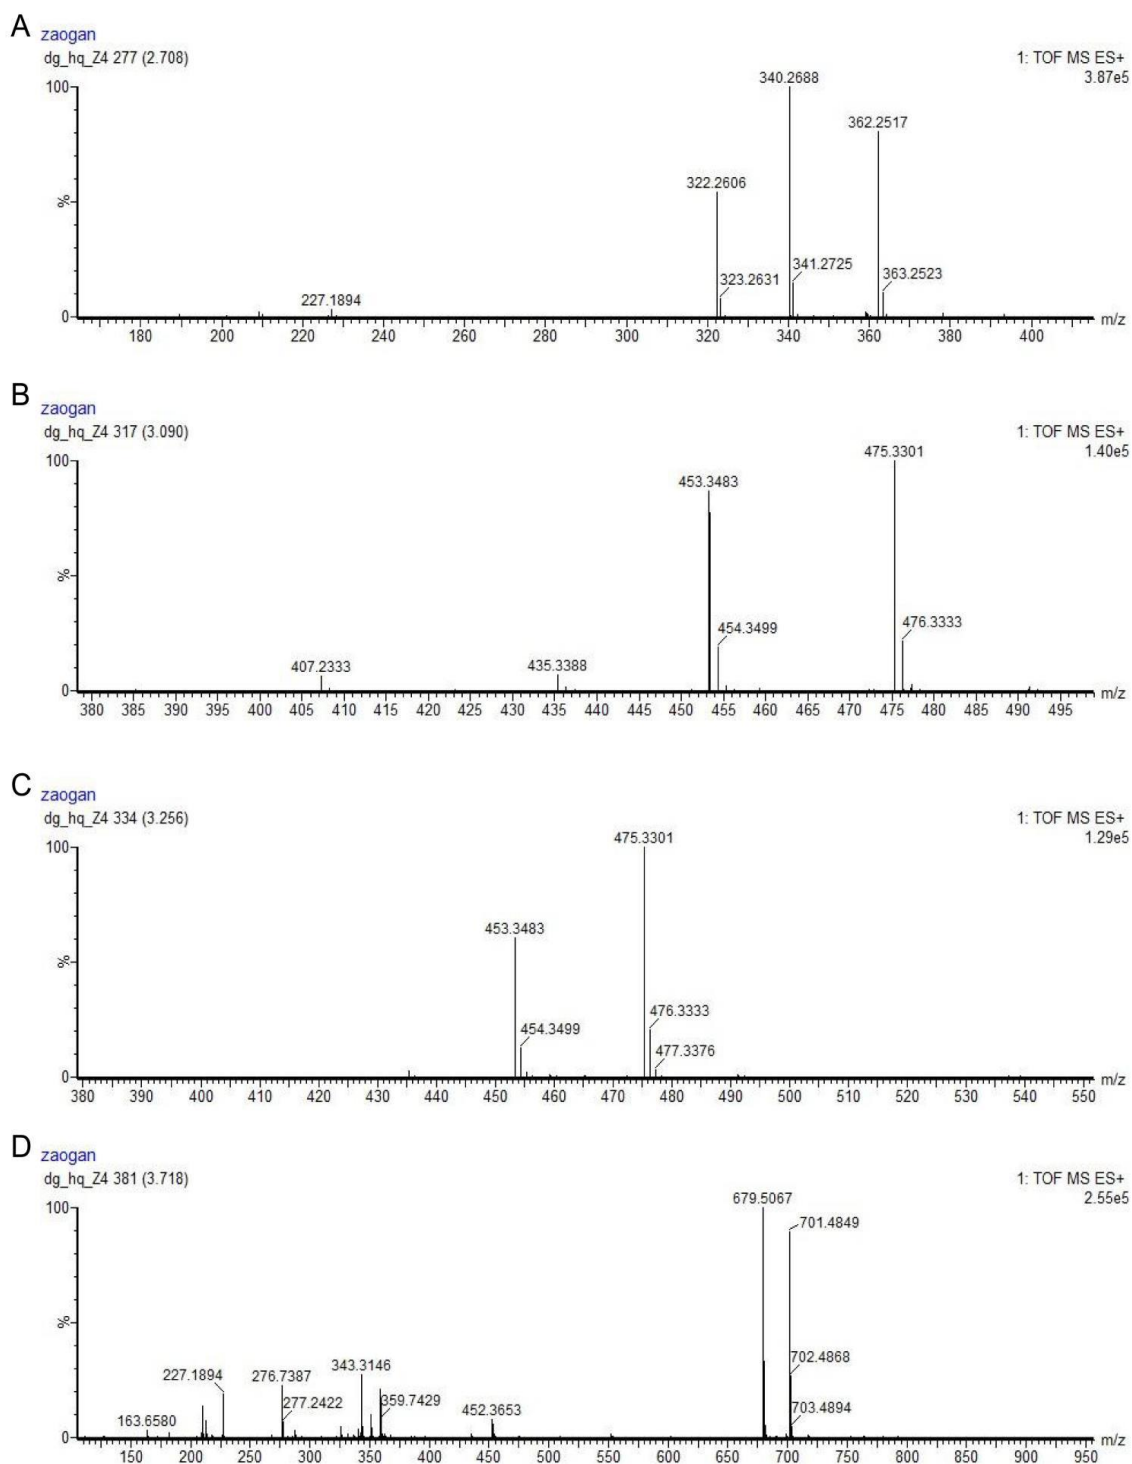 A
zaogan
dg_hq_Z4 277 (2.708)
1: TOF MS ES+
3.87e5
100
%
0
340.2688
362.2517
322.2606
341.2725
323.2631
363.2523
227.1894
180 200 220 240 260 280 300 320 340 360 380 400 m/z
B
zaogan
dg_hq_Z4 317 (3.090)
1: TOF MS ES+
1.40e5
100
%
0
475.3301
453.3483
454.3499
476.3333
407.2333
435.3388
380 385 390 395 400 405 410 415 420 425 430 435 440 445 450 455 460 465 470 475 480 485 490 495 m/z
C
zaogan
dg_hq_Z4 334 (3.256)
1: TOF MS ES+
1.29e5
100
%
0
475.3301
453.3483
476.3333
454.3499
477.3376
380 390 400 410 420 430 440 450 460 470 480 490 500 510 520 530 540 550 m/z
D
zaogan
dg_hq_Z4 381 (3.718)
1: TOF MS ES+
2.55e5
100
%
0
679.5067
701.4849
702.4868
703.4894
343.3146
227.1894
276.7387
277.2422
359.7429
163.6580
452.3653
150 200 250 300 350 400 450 500 550 600 650 700 750 800 850 900 950 m/z